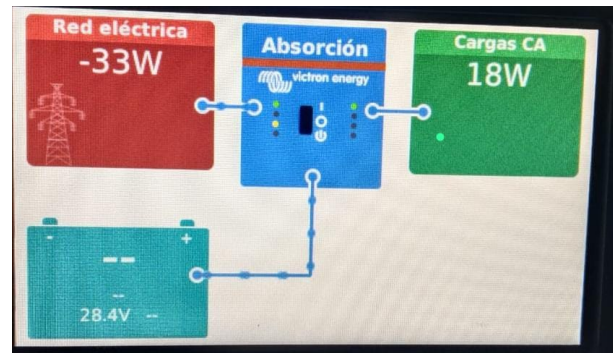 Red eléctrica
-33W
Absorción
victron energy
Cargas CA
18W
- +
--
--
28.4V --